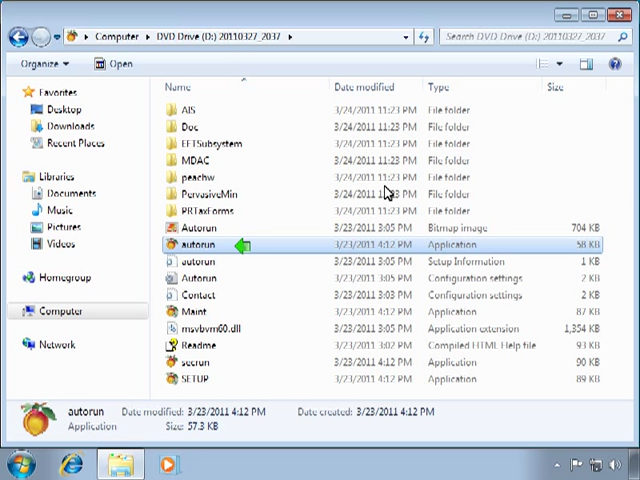 Computer ▸ DVD Drive (D:) 20110327_2037 ▸
Search DVD Drive (D:) 20110327_2037
Organize Open
Name Date modified Type Size
Favorites
Desktop
Downloads
Recent Places
Libraries
Documents
Music
Pictures
Videos
Homegroup
Computer
Network
AIS 3/24/2011 11:23 PM File folder
Doc 3/24/2011 11:23 PM File folder
EFTSubsystem 3/24/2011 11:23 PM File folder
MDAC 3/24/2011 11:23 PM File folder
peachw 3/24/2011 11:23 PM File folder
PervasiveMin 3/24/2011 11:23 PM File folder
PRTaxForms 3/24/2011 11:23 PM File folder
Autorun 3/23/2011 3:05 PM Bitmap image 704 KB
autorun 3/23/2011 4:12 PM Application 58 KB
autorun 3/23/2011 3:05 PM Setup Information 1 KB
Autorun 3/23/2011 3:05 PM Configuration settings 2 KB
Contact 3/23/2011 3:03 PM Configuration settings 2 KB
Maint 3/23/2011 4:12 PM Application 87 KB
msvbvm60.dll 3/23/2011 3:05 PM Application extension 1,354 KB
Readme 3/23/2011 3:02 PM Compiled HTML Help file 93 KB
secrun 3/23/2011 4:12 PM Application 90 KB
SETUP 3/23/2011 4:12 PM Application 89 KB
autorun Date modified: 3/23/2011 4:12 PM Date created: 3/23/2011 4:12 PM
Application Size: 57.3 KB